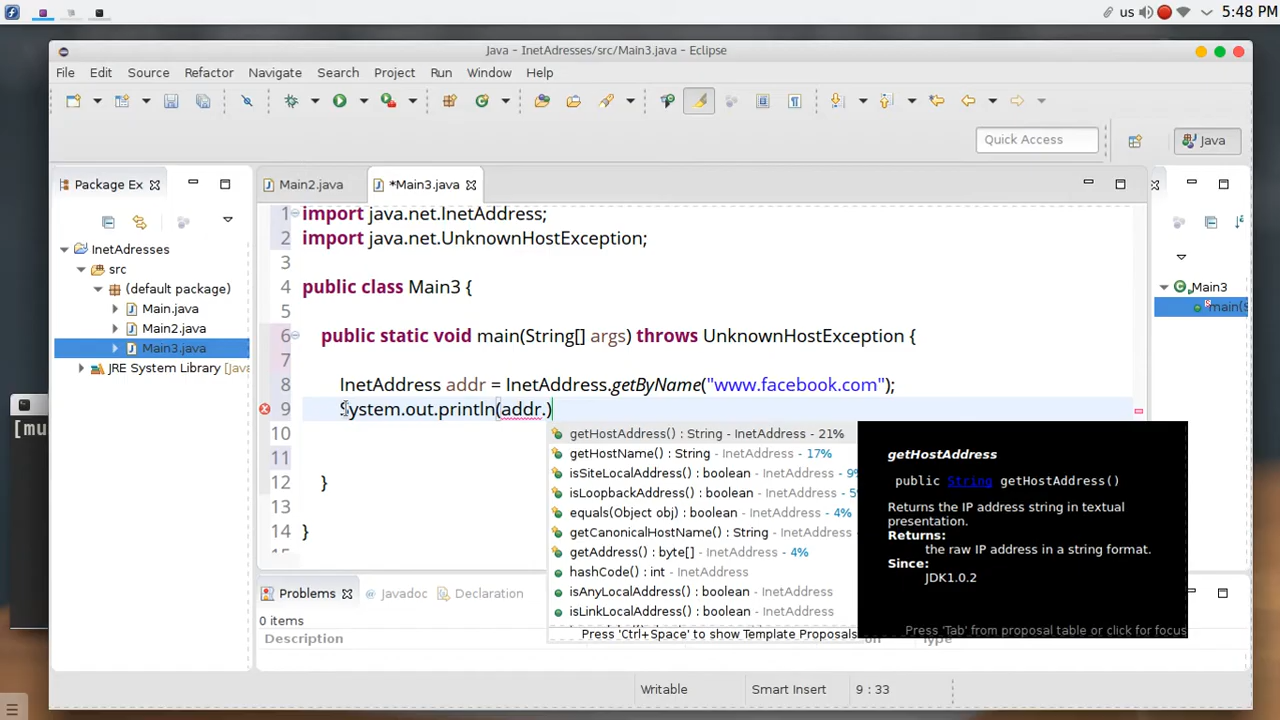 us 5:48 PM
Java - InetAdresses/src/Main3.java - Eclipse
File Edit Source Refactor Navigate Search Project Run Window Help
Quick Access
Java
Package Ex
Main2.java
*Main3.java
InetAdresses
src
(default package)
Main.java
Main2.java
Main3.java
JRE System Library [Java
1 import java.net.InetAddress;
2 import java.net.UnknownHostException;
3
4 public class Main3 {
5
6 public static void main(String[] args) throws UnknownHostException {
7
8 InetAddress addr = InetAddress.getByName("www.facebook.com");
9 System.out.println(addr.)
10
11
12 }
13
14 }
15
Main3
main(S
[mu
getHostAddress() : String - InetAddress - 21%
getHostName() : String - InetAddress - 17%
isSiteLocalAddress() : boolean - InetAddress - 9%
isLoopbackAddress() : boolean - InetAddress - 5%
equals(Object obj) : boolean - InetAddress - 4%
getCanonicalHostName() : String - InetAddress
getAddress() : byte[] - InetAddress - 4%
hashCode() : int - InetAddress
isAnyLocalAddress() : boolean - InetAddress
isLinkLocalAddress() : boolean - InetAddress
Press 'Ctrl+Space' to show Template Proposals
getHostAddress
public String getHostAddress()
Returns the IP address string in textual
presentation.
Returns:
the raw IP address in a string format.
Since:
JDK1.0.2
Press 'Tab' from proposal table or click for focus
Problems
Javadoc
Declaration
0 items
Description
Type
Writable
Smart Insert
9 : 33